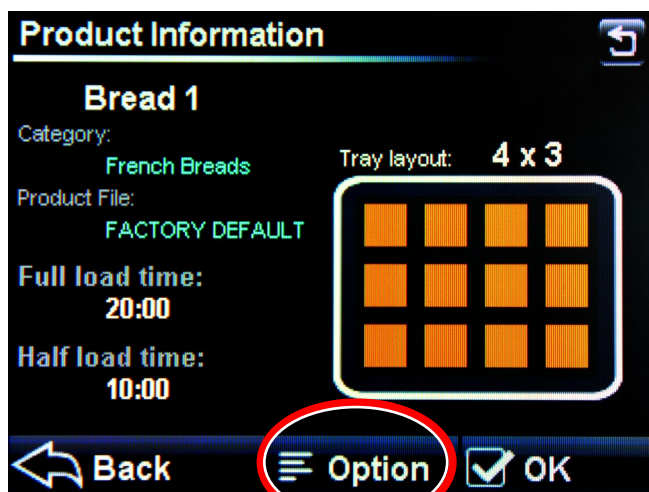 Product Information
Bread 1
Category:
French Breads
Product File:
FACTORY DEFAULT
Full load time:
20:00
Half load time:
10:00
Tray layout: 4 x 3
Back
Option
OK